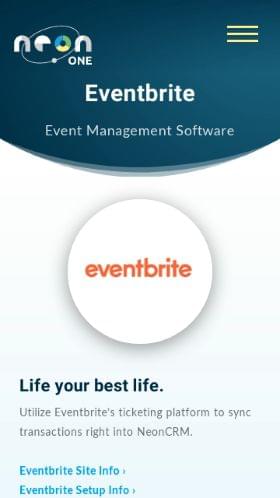 neon
ONE
Eventbrite
Event Management Software
eventbrite
Life your best life.
Utilize Eventbrite's ticketing platform to sync
transactions right into NeonCRM.
Eventbrite Site Info ›
Eventbrite Setup Info ›